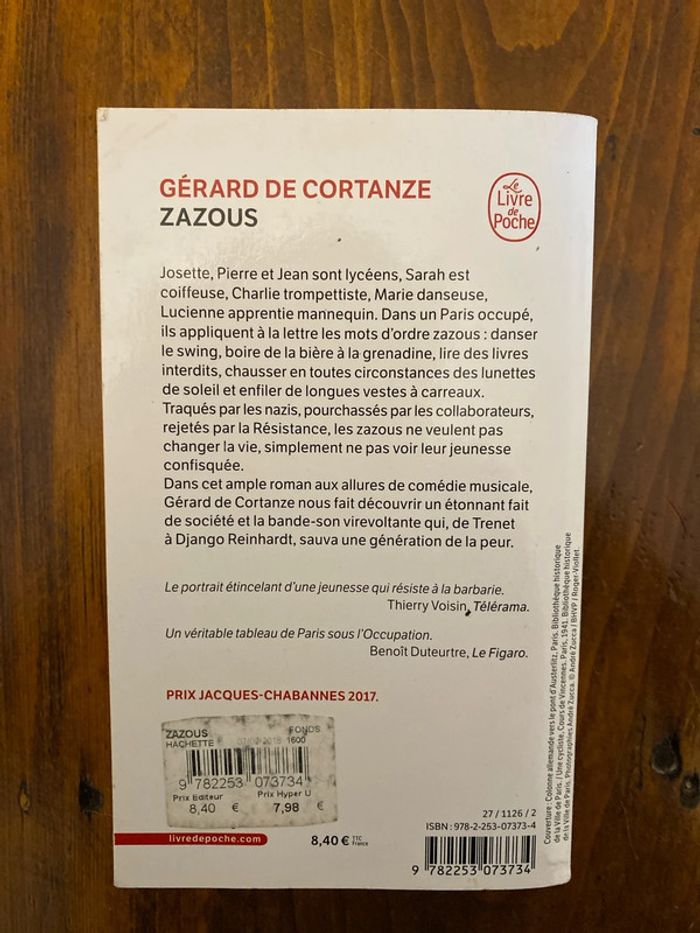 GÉRARD DE CORTANZE
ZAZOUS
Le
Livre
de
Poche
Josette, Pierre et Jean sont lycéens, Sarah est
coiffeuse, Charlie trompettiste, Marie danseuse,
Lucienne apprentie mannequin. Dans un Paris occupé,
ils appliquent à la lettre les mots d'ordre zazous : danser
le swing, boire de la bière à la grenadine, lire des livres
interdits, chausser en toutes circonstances des lunettes
de soleil et enfiler de longues vestes à carreaux.
Traqués par les nazis, pourchassés par les collaborateurs,
rejetés par la Résistance, les zazous ne veulent pas
changer la vie, simplement ne pas voir leur jeunesse
confisquée.
Dans cet ample roman aux allures de comédie musicale,
Gérard de Cortanze nous fait découvrir un étonnant fait
de société et la bande-son virevoltante qui, de Trenet
à Django Reinhardt, sauva une génération de la peur.
Le portrait étincelant d'une jeunesse qui résiste à la barbarie.
Thierry Voisin, Télérama.
Un véritable tableau de Paris sous l'Occupation.
Benoît Duteurtre, Le Figaro.
PRIX JACQUES-CHABANNES 2017.
ZAZOUS FONDS
HACHETTE 2018 1600
9 782253 073734
Prix Editeur Prix Hyper U
8,40 € 7,98 €
livredepoche.com
8,40 € TTC France
27 / 1126 / 2
ISBN : 978-2-253-07373-4
9 782253 073734
Couverture : Colonne allemande vers le pont d'Austerlitz, Paris. Bibliothèque historique
de la Ville de Paris. / Une cycliste, Cours de Vincennes. Paris, 1941. Bibliothèque historique
de la Ville de Paris. Photographies André Zucca. © André Zucca / BHVP / Roger-Viollet.